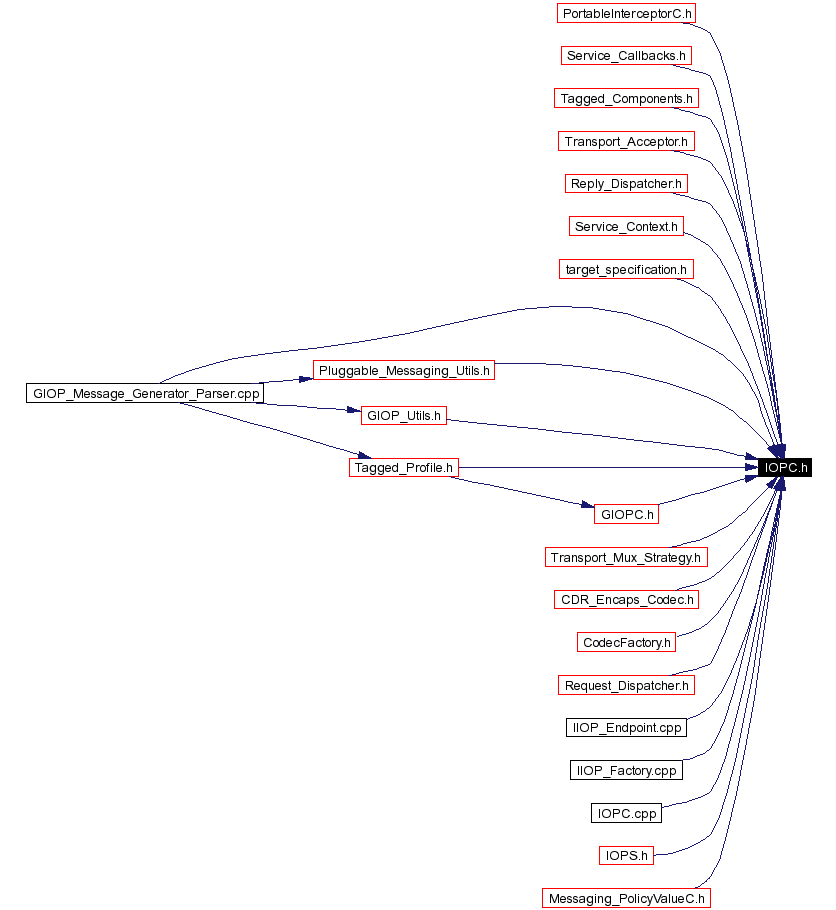 PortableInterceptorC.h
Service_Callbacks.h
Tagged_Components.h
Transport_Acceptor.h
Reply_Dispatcher.h
Service_Context.h
target_specification.h
Pluggable_Messaging_Utils.h
GIOP_Message_Generator_Parser.cpp
GIOP_Utils.h
Tagged_Profile.h
IOPC.h
GIOPC.h
Transport_Mux_Strategy.h
CDR_Encaps_Codec.h
CodecFactory.h
Request_Dispatcher.h
IIOP_Endpoint.cpp
IIOP_Factory.cpp
IOPC.cpp
IOPS.h
Messaging_PolicyValueC.h